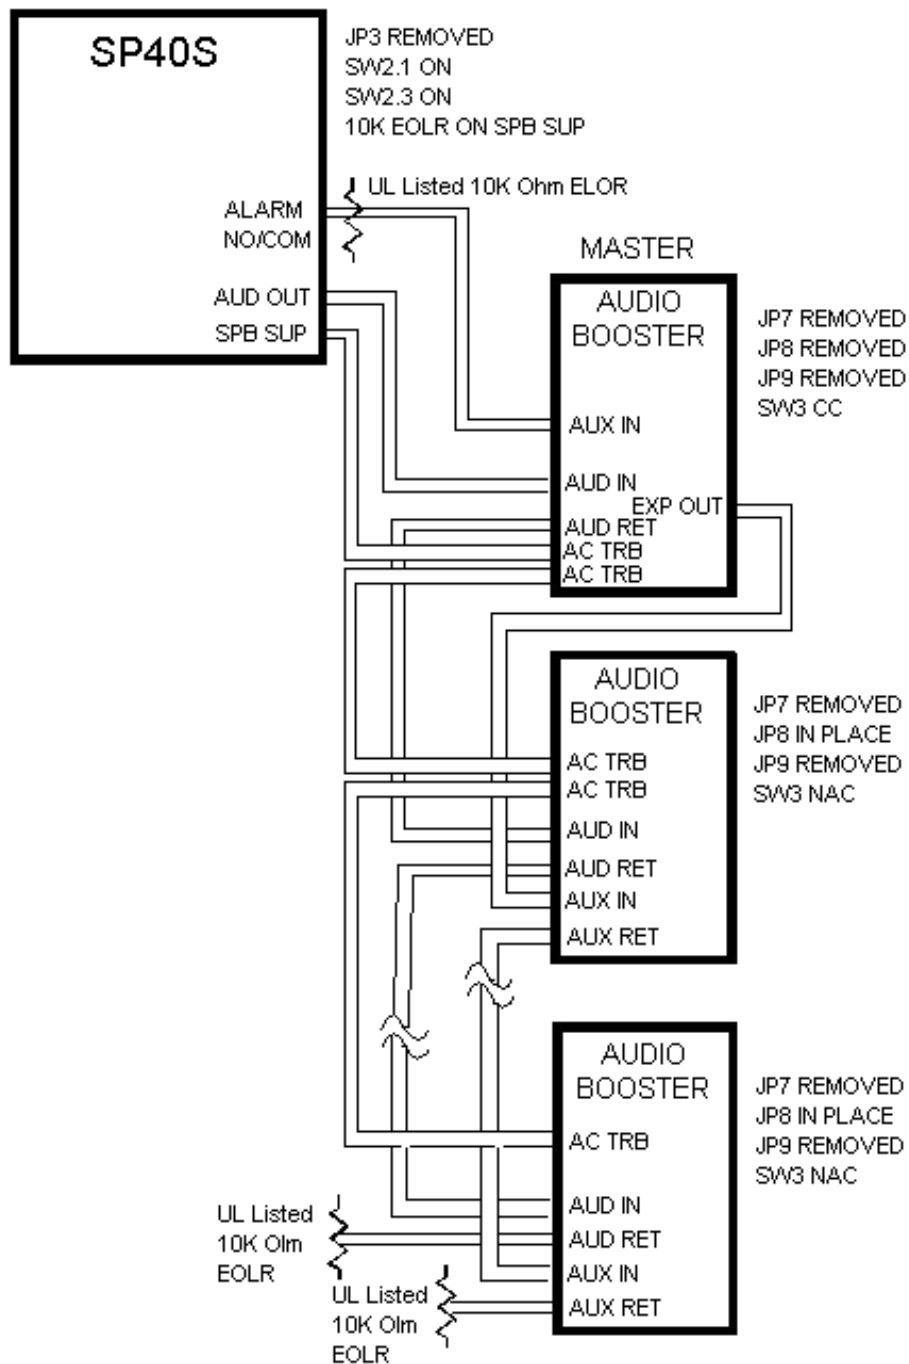 SP40S
JP3 REMOVED
SW2.1 ON
SW2.3 ON
10K EOLR ON SPB SUP
UL Listed 10K Ohm ELOR
ALARM
NO/COM
AUD OUT
SPB SUP
MASTER
AUDIO
BOOSTER
AUX IN
AUD IN
EXP OUT
AUD RET
AC TRB
AC TRB
JP7 REMOVED
JP8 REMOVED
JP9 REMOVED
SW3 CC
AUDIO
BOOSTER
AC TRB
AC TRB
AUD IN
AUD RET
AUX IN
AUX RET
JP7 REMOVED
JP8 IN PLACE
JP9 REMOVED
SW3 NAC
AUDIO
BOOSTER
AC TRB
AUD IN
AUD RET
AUX IN
AUX RET
JP7 REMOVED
JP8 IN PLACE
JP9 REMOVED
SW3 NAC
UL Listed
10K Olm
EOLR
UL Listed
10K Olm
EOLR